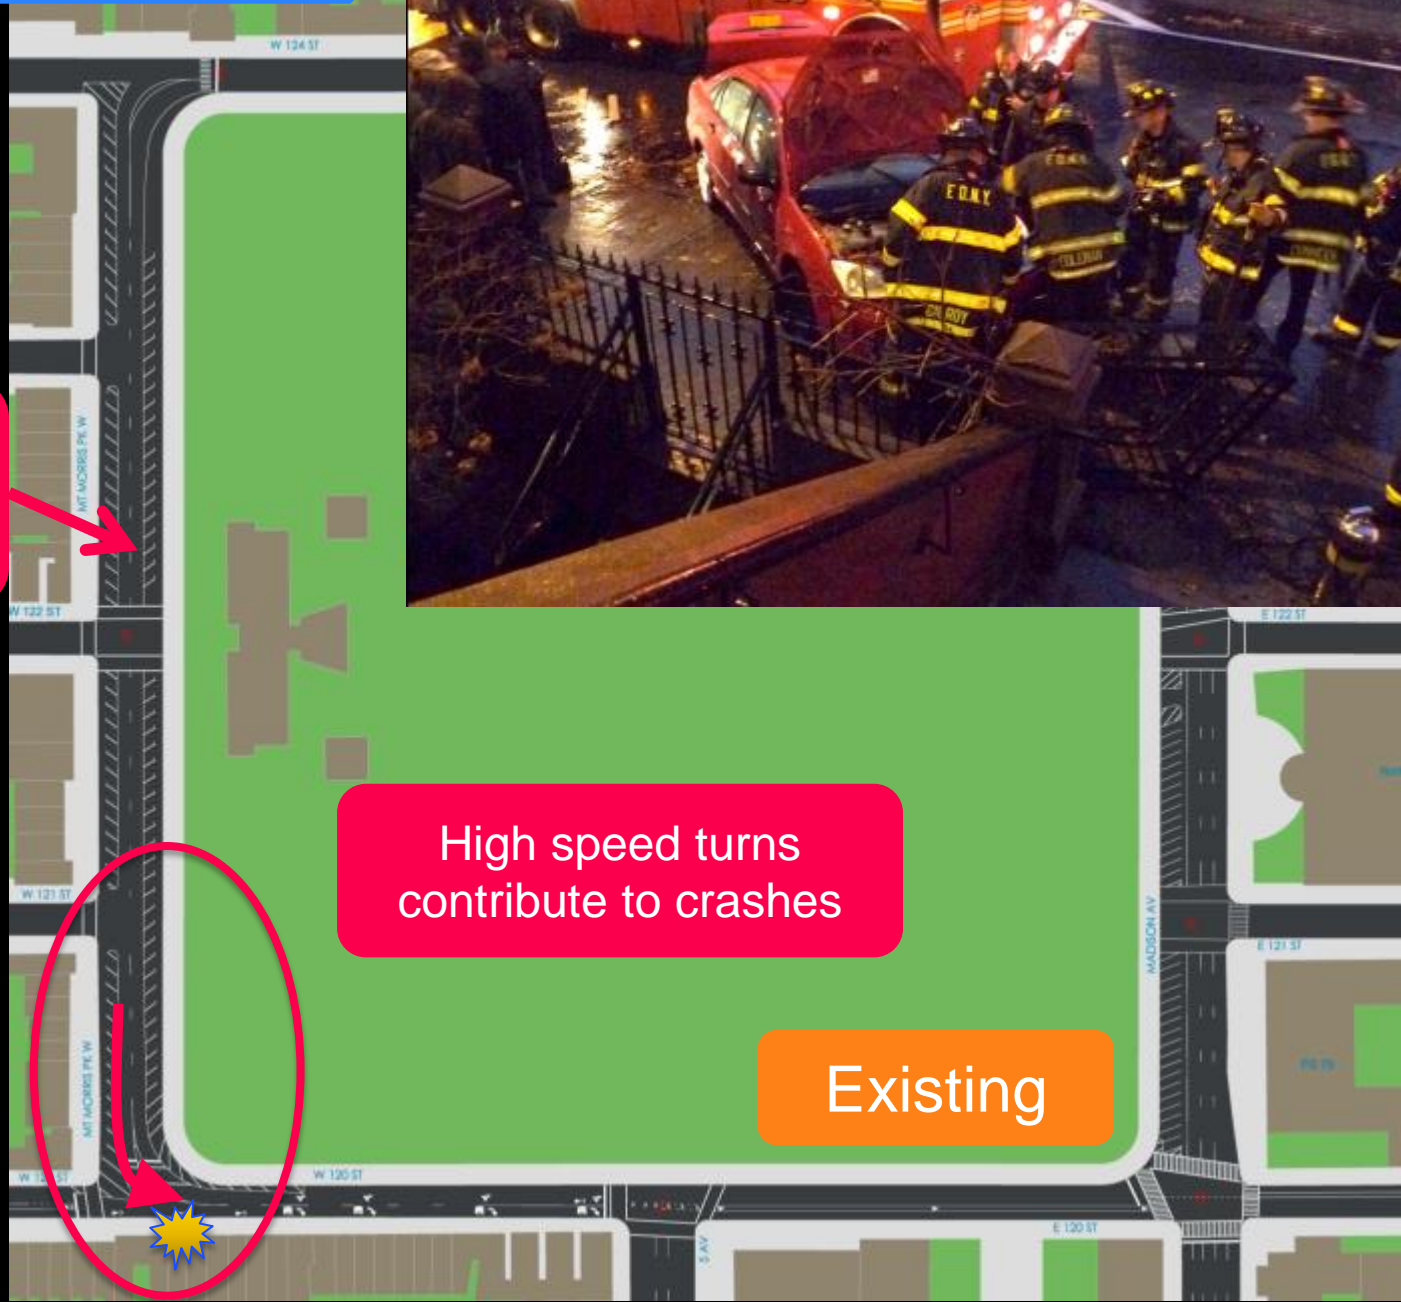 W 124 ST
F.D.N.Y.
COLEMAN
MT MORRIS PK W
W 122 ST
E 122 ST
High speed turns
contribute to crashes
W 121 ST
MADISON AV
E 121 ST
Existing
MT MORRIS PK W
W 120 ST
5 AV
E 120 ST